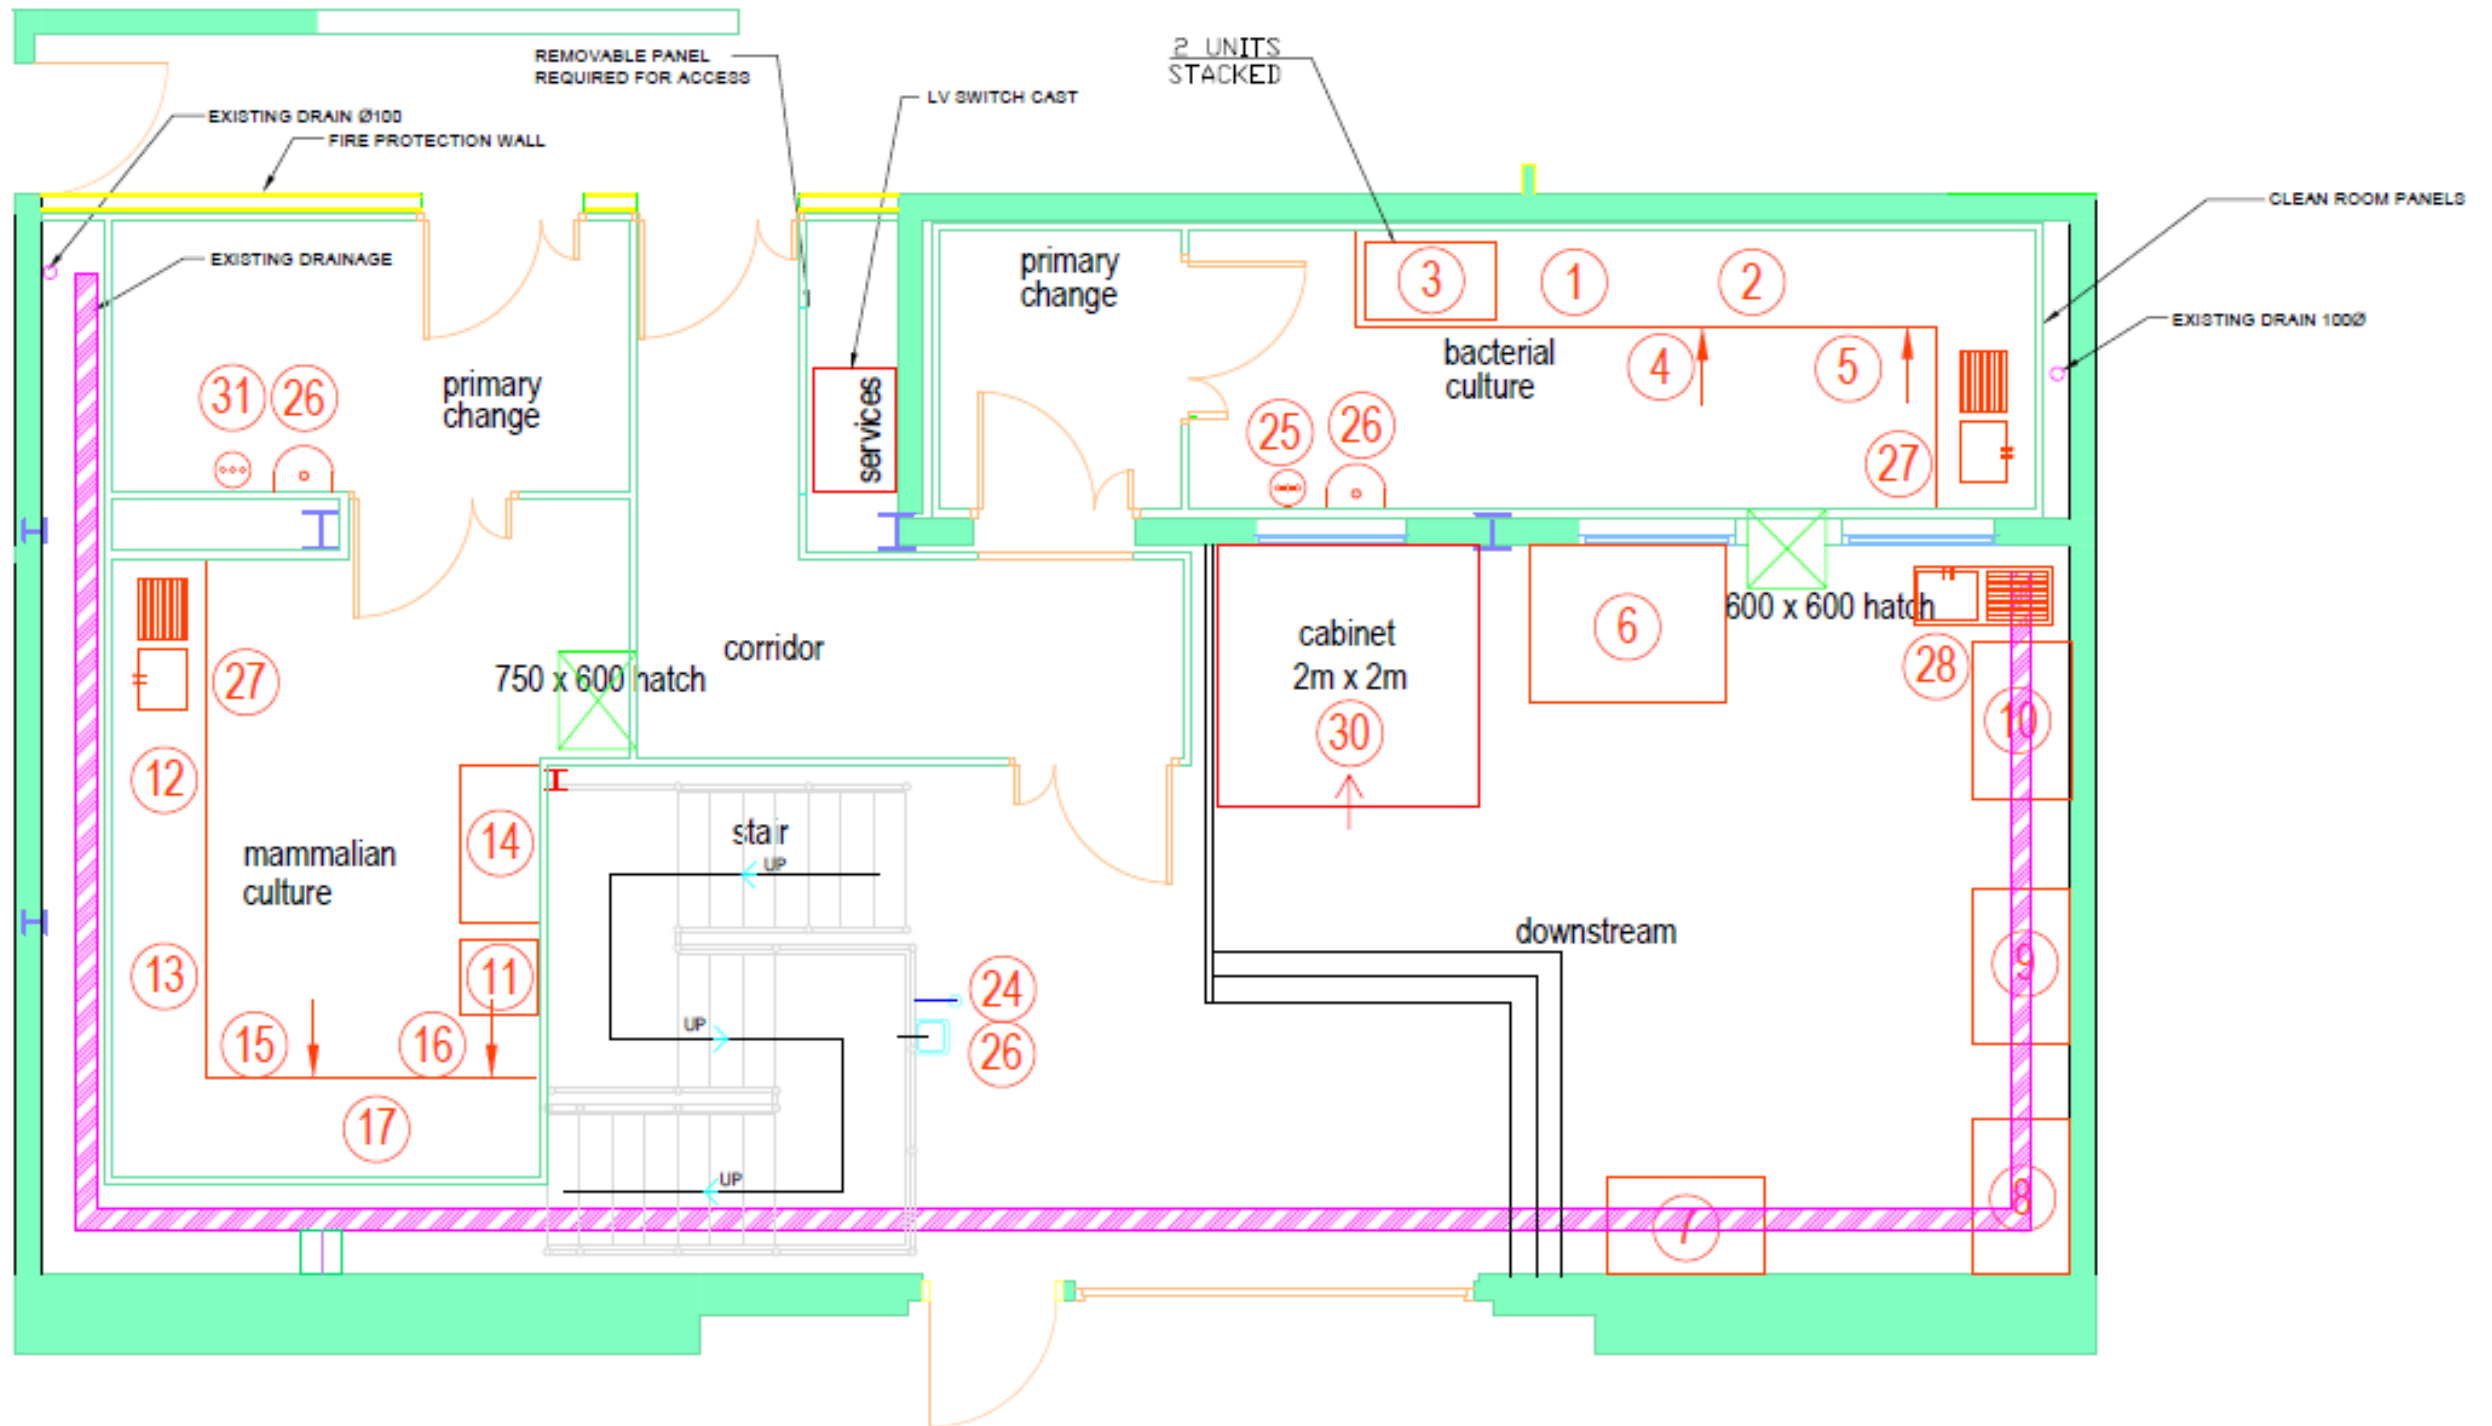 2 UNITS
STACKED
REMOVABLE PANEL
REQUIRED FOR ACCESS
LV SWITCH CAST
EXISTING DRAIN Ø100
FIRE PROTECTION WALL
CLEAN ROOM PANELS
EXISTING DRAINAGE
primary
change
3
1
2
EXISTING DRAIN 100Ø
bacterial
culture
4
5
31
26
primary
change
services
25
26
27
cabinet
2m x 2m
30
6
600 x 600 hatch
28
10
corridor
750 x 600 hatch
27
12
14
stair
UP
mammalian
culture
downstream
13
11
24
9
15
16
UP
26
17
UP
7
8